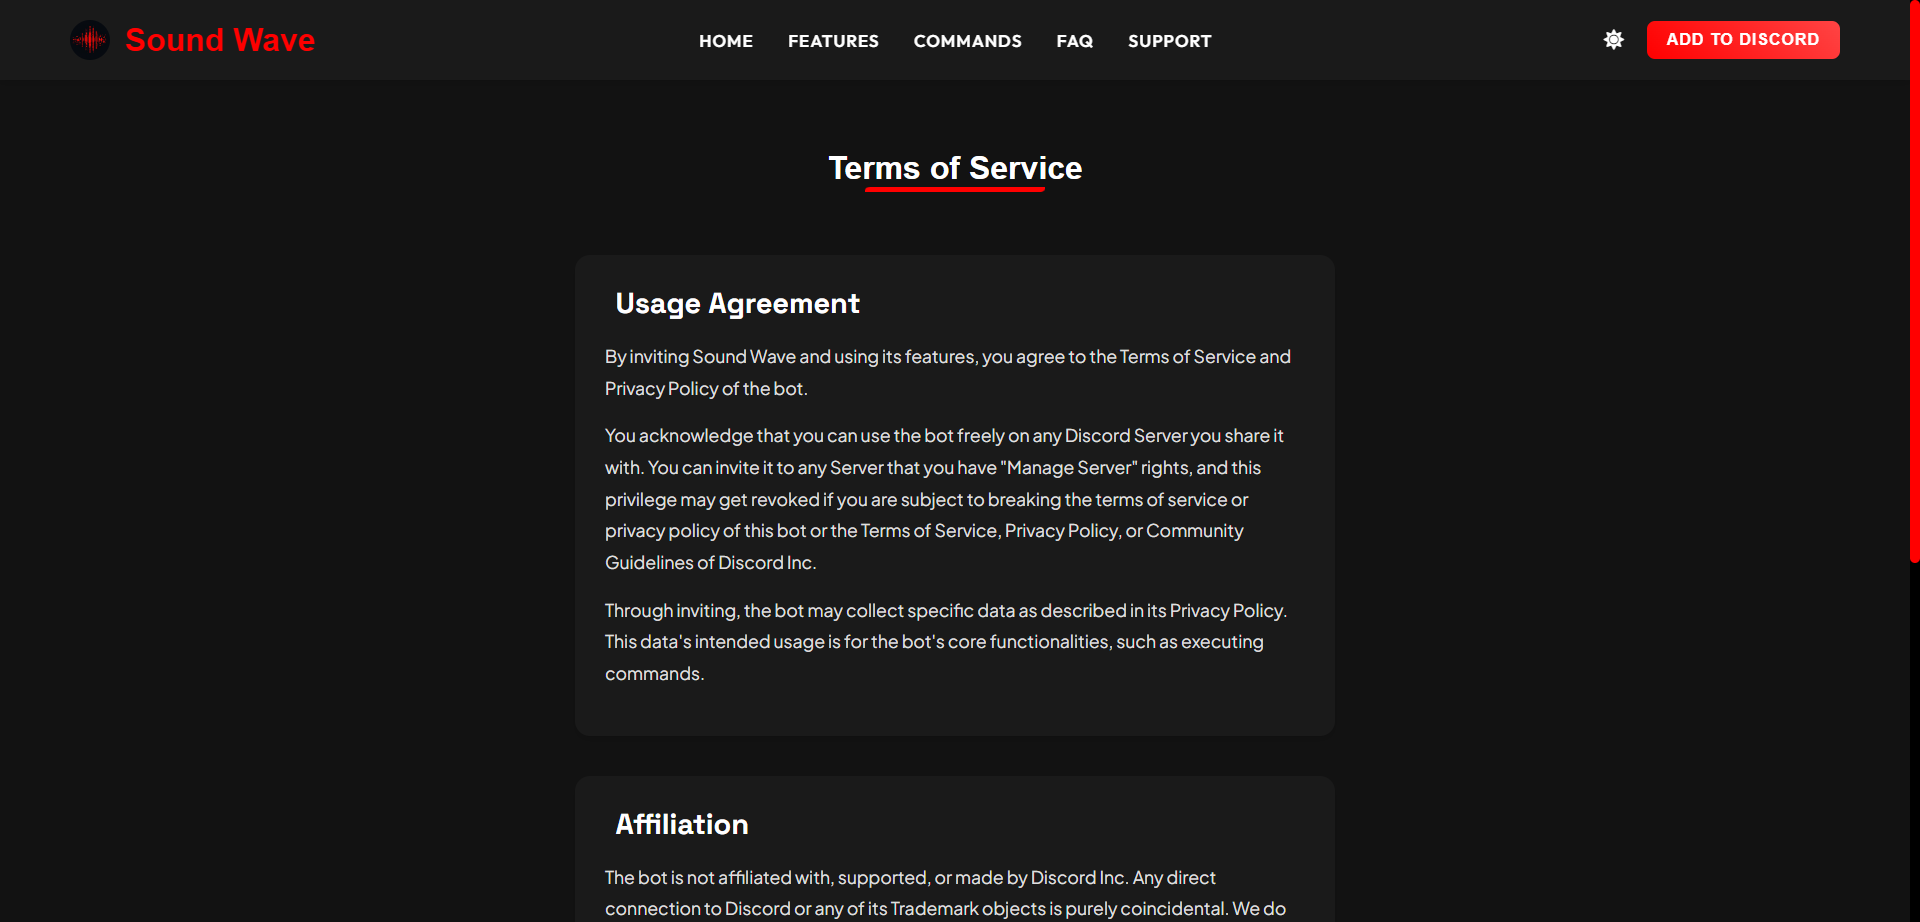 Sound Wave
HOME FEATURES COMMANDS FAQ SUPPORT
ADD TO DISCORD
Terms of Service
Usage Agreement
By inviting Sound Wave and using its features, you agree to the Terms of Service and
Privacy Policy of the bot.
You acknowledge that you can use the bot freely on any Discord Server you share it
with. You can invite it to any Server that you have "Manage Server" rights, and this
privilege may get revoked if you are subject to breaking the terms of service or
privacy policy of this bot or the Terms of Service, Privacy Policy, or Community
Guidelines of Discord Inc.
Through inviting, the bot may collect specific data as described in its Privacy Policy.
This data's intended usage is for the bot's core functionalities, such as executing
commands.
Affiliation
The bot is not affiliated with, supported, or made by Discord Inc. Any direct
connection to Discord or any of its Trademark objects is purely coincidental. We do